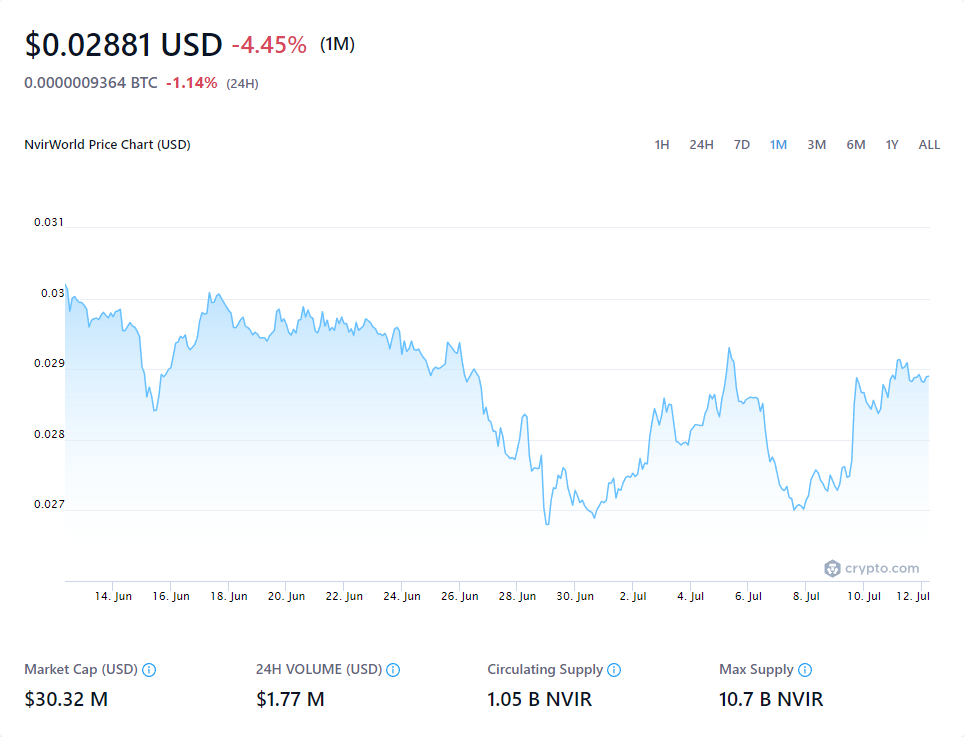 $0.02881 USD -4.45% (1M)
0.0000009364 BTC -1.14% (24H)
NvirWorld Price Chart (USD) 1H 24H 7D 1M 3M 6M 1Y ALL
0.031
0.03
0.029
0.028
0.027
crypto.com
14. Jun 16. Jun 18. Jun 20. Jun 22. Jun 24. Jun 26. Jun 28. Jun 30. Jun 2. Jul 4. Jul 6. Jul 8. Jul 10. Jul 12. Jul
Market Cap (USD) 24H VOLUME (USD) Circulating Supply Max Supply
$30.32 M $1.77 M 1.05 B NVIR 10.7 B NVIR